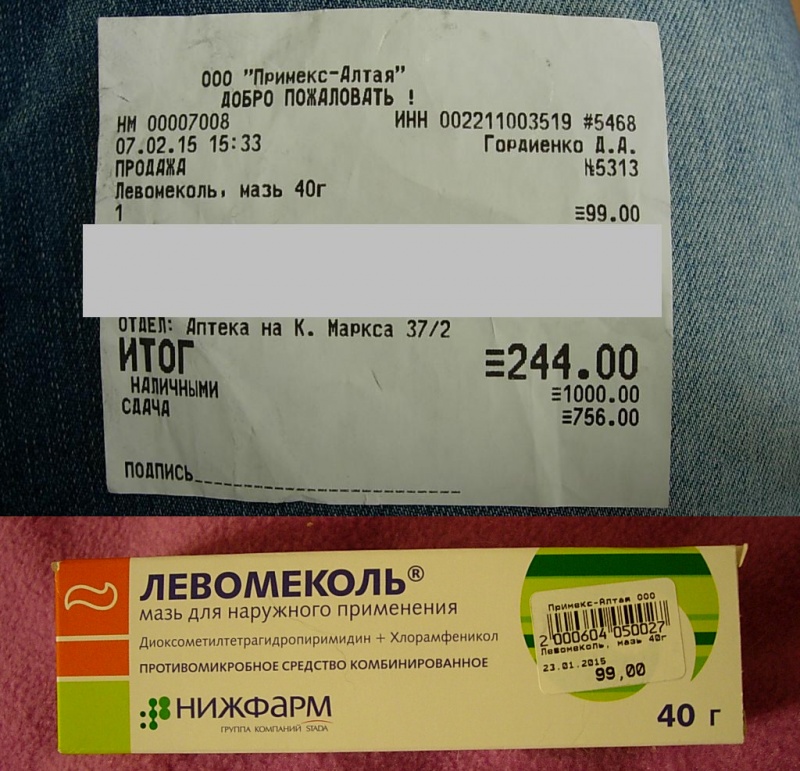 ООО "Примекс-Алтая"
ДОБРО ПОЖАЛОВАТЬ !
НМ 00007008 ИНН 002211003519 #5468
07.02.15 15:33 Гордиенко Д.А.
ПРОДАЖА №5313
Левомеколь, мазь 40г
1 ≡99.00
ОТДЕЛ: Аптека на К. Маркса 37/2
ИТОГ ≡244.00
НАЛИЧНЫМИ ≡1000.00
СДАЧА ≡756.00
ПОДПИСЬ
ЛЕВОМЕКОЛЬ®
мазь для наружного применения
Диоксометилтетрагидропиримидин + Хлорамфеникол
ПРОТИВОМИКРОБНОЕ СРЕДСТВО КОМБИНИРОВАННОЕ
НИЖФАРМ
ГРУППА КОМПАНИЙ STADA
Примекс-Алтая ООО
2 000604 050027
Левомеколь, мазь 40г
23.01.2015
99,00
40 г